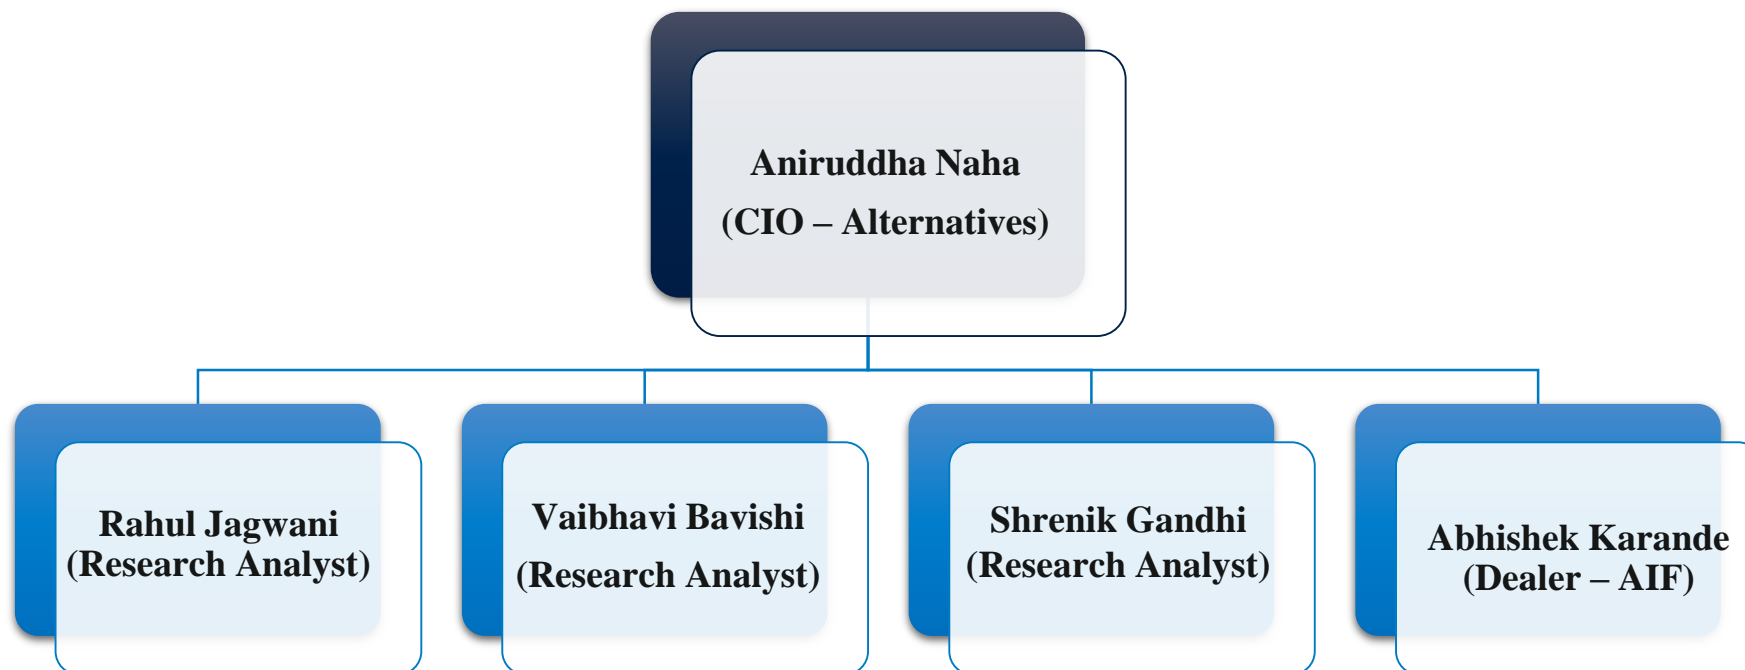 Aniruddha Naha
(CIO – Alternatives)
Rahul Jagwani
(Research Analyst)
Vaibhavi Bavishi
(Research Analyst)
Shrenik Gandhi
(Research Analyst)
Abhishek Karande
(Dealer – AIF)